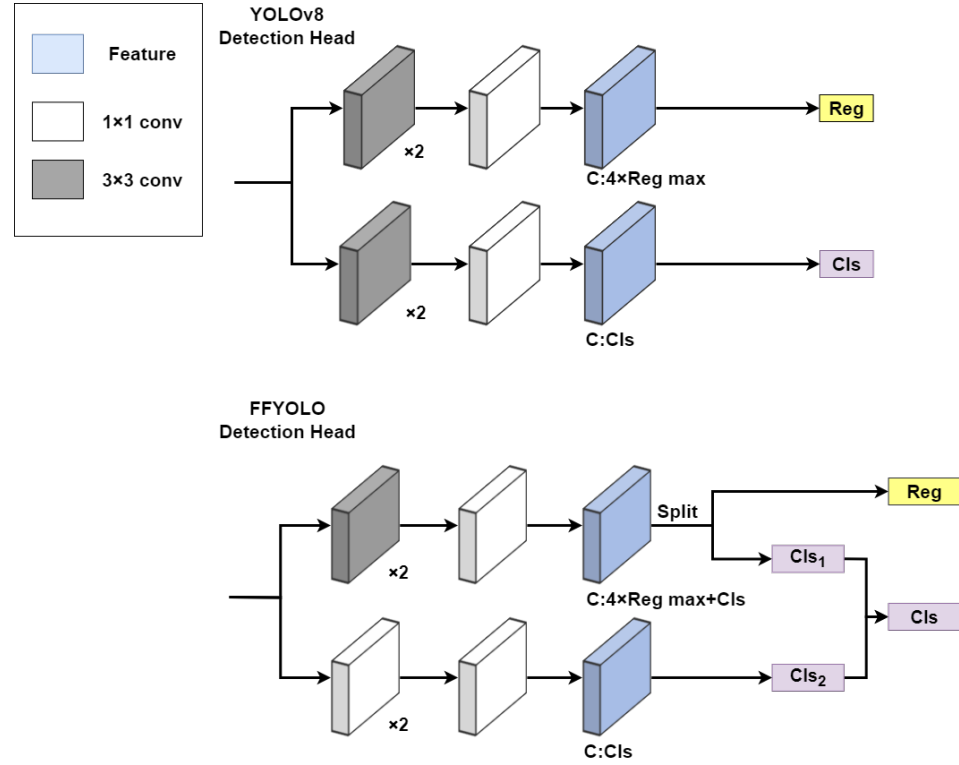 Feature
1×1 conv
3×3 conv
YOLOv8
Detection Head
×2
C:4×Reg max
Reg
×2
C:Cls
Cls
FFYOLO
Detection Head
×2
C:4×Reg max+Cls
Split
Reg
Cls₁
Cls
×2
C:Cls
Cls₂